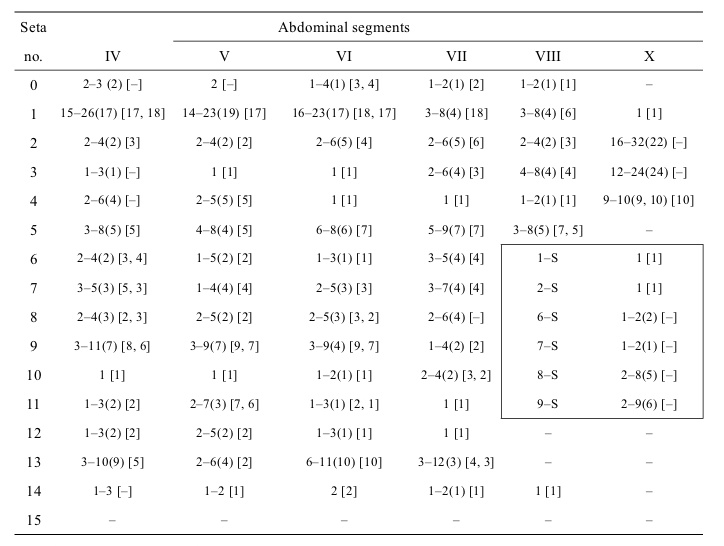 Seta Abdominal segments
no. IV V VI VII VIII X
0 2–3 (2) [–] 2 [–] 1–4(1) [3, 4] 1–2(1) [2] 1–2(1) [1] –
1 15–26(17) [17, 18] 14–23(19) [17] 16–23(17) [18, 17] 3–8(4) [18] 3–8(4) [6] 1 [1]
2 2–4(2) [3] 2–4(2) [2] 2–6(5) [4] 2–6(5) [6] 2–4(2) [3] 16–32(22) [–]
3 1–3(1) [–] 1 [1] 1 [1] 2–6(4) [3] 4–8(4) [4] 12–24(24) [–]
4 2–6(4) [–] 2–5(5) [5] 1 [1] 1 [1] 1–2(1) [1] 9–10(9, 10) [10]
5 3–8(5) [5] 4–8(4) [5] 6–8(6) [7] 5–9(7) [7] 3–8(5) [7, 5] –
6 2–4(2) [3, 4] 1–5(2) [2] 1–3(1) [1] 3–5(4) [4] 1–S 1 [1]
7 3–5(3) [5, 3] 1–4(4) [4] 2–5(3) [3] 3–7(4) [4] 2–S 1 [1]
8 2–4(3) [2, 3] 2–5(2) [2] 2–5(3) [3, 2] 2–6(4) [–] 6–S 1–2(2) [–]
9 3–11(7) [8, 6] 3–9(7) [9, 7] 3–9(4) [9, 7] 1–4(2) [2] 7–S 1–2(1) [–]
10 1 [1] 1 [1] 1–2(1) [1] 2–4(2) [3, 2] 8–S 2–8(5) [–]
11 1–3(2) [2] 2–7(3) [7, 6] 1–3(1) [2, 1] 1 [1] 9–S 2–9(6) [–]
12 1–3(2) [2] 2–5(2) [2] 1–3(1) [1] 1 [1] – –
13 3–10(9) [5] 2–6(4) [2] 6–11(10) [10] 3–12(3) [4, 3] – –
14 1–3 [–] 1–2 [1] 2 [2] 1–2(1) [1] 1 [1] –
15 – – – – – –